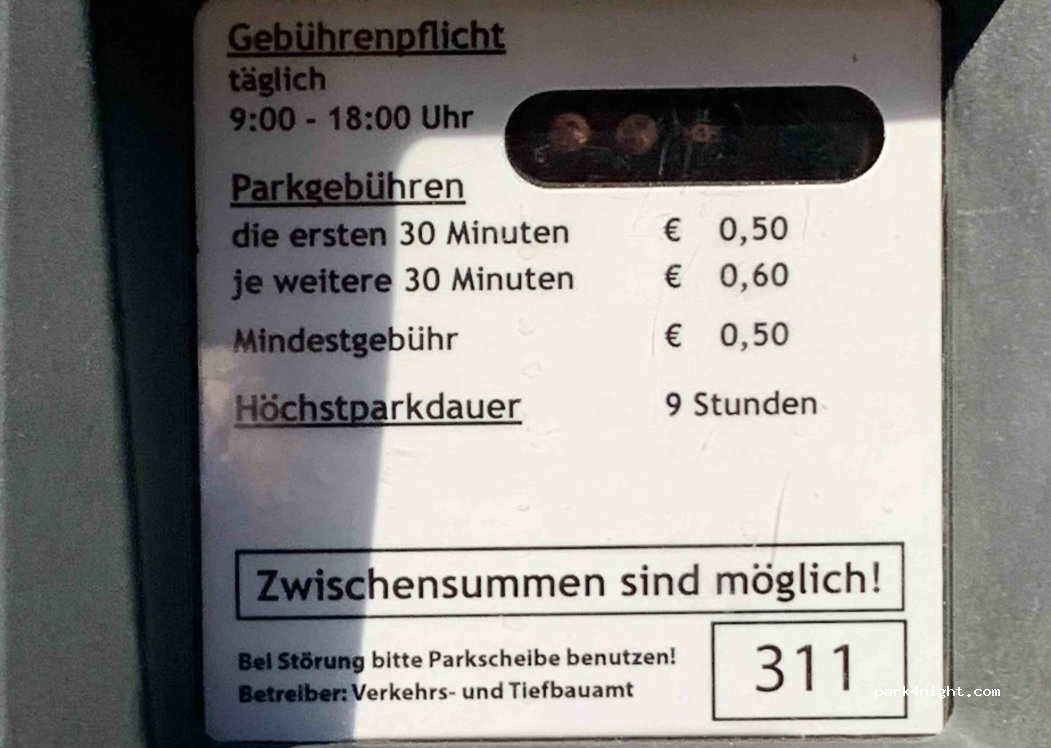 Gebührenpflicht
täglich
9:00 - 18:00 Uhr
Parkgebühren
die ersten 30 Minuten € 0,50
je weitere 30 Minuten € 0,60
Mindestgebühr € 0,50
Höchstparkdauer 9 Stunden
Zwischensummen sind möglich!
Bei Störung bitte Parkscheibe benutzen!
Betreiber: Verkehrs- und Tiefbauamt
311
park4night.com